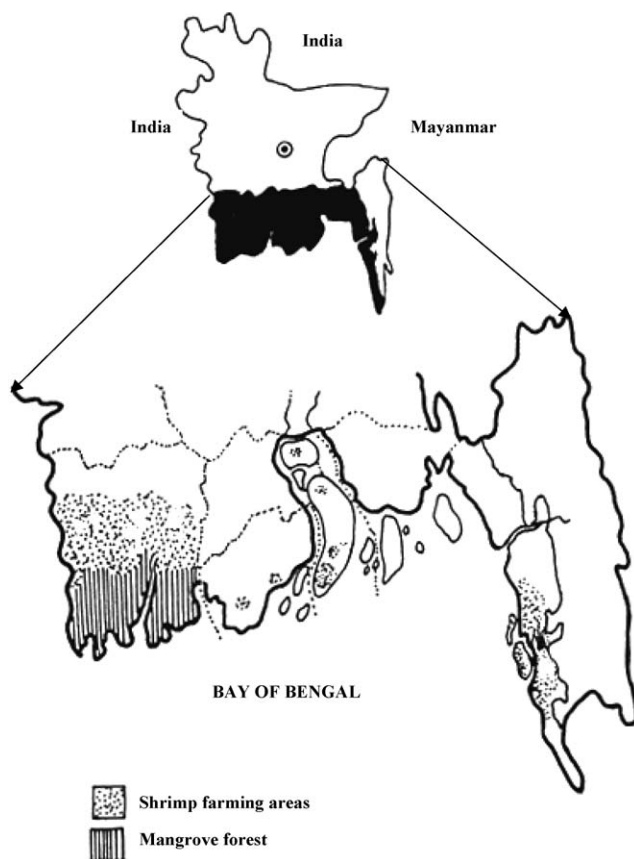 India
India
Mayanmar
BAY OF BENGAL
Shrimp farming areas
Mangrove forest